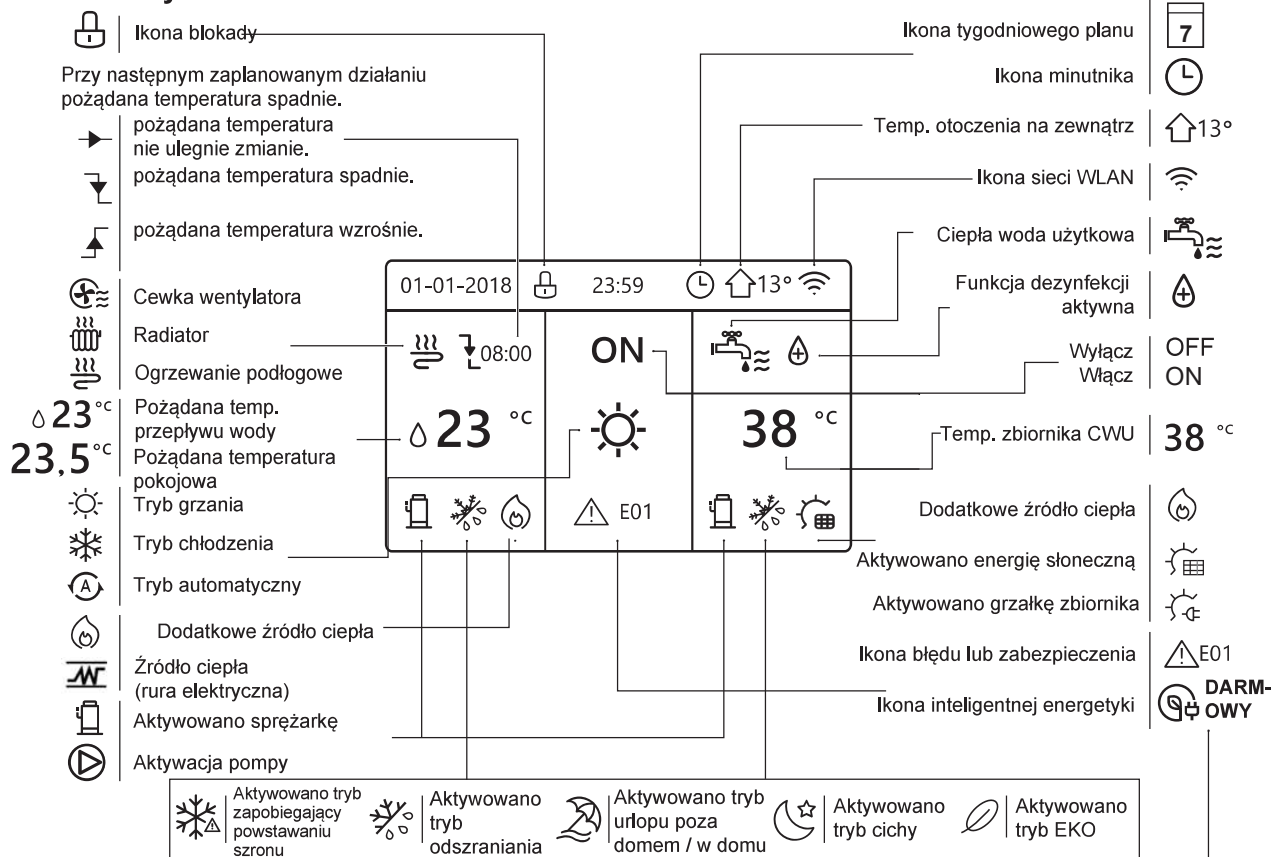 Ikona blokady
Przy następnym zaplanowanym działaniu
pożądana temperatura spadnie.
pożądana temperatura
nie ulegnie zmianie.
pożądana temperatura spadnie.
pożądana temperatura wzrośnie.
Cewka wentylatora
Radiator
Ogrzewanie podłogowe
23°C
Pożądana temp.
przepływu wody
23,5°C
Pożądana temperatura
pokojowa
Tryb grzania
Tryb chłodzenia
A
Tryb automatyczny
Dodatkowe źródło ciepła
Źródło ciepła
(rura elektryczna)
Aktywowano sprężarkę
Aktywacja pompy
01-01-2018
23:59
13°
08:00
ON
23 °C
38 °C
E01
Ikona tygodniowego planu
7
Ikona minutnika
Temp. otoczenia na zewnątrz
13°
Ikona sieci WLAN
Ciepła woda użytkowa
Funkcja dezynfekcji
aktywna
Wyłącz
OFF
Włącz
ON
Temp. zbiornika CWU
38 °C
Dodatkowe źródło ciepła
Aktywowano energię słoneczną
Aktywowano grzałkę zbiornika
Ikona błędu lub zabezpieczenia
E01
Ikona inteligentnej energetyki
DARM-
OWY
Aktywowano tryb
zapobiegający
powstawaniu
szronu
Aktywowano
tryb
odszraniania
Aktywowano tryb
urlopu poza
domem / w domu
Aktywowano
tryb cichy
Aktywowano
tryb EKO